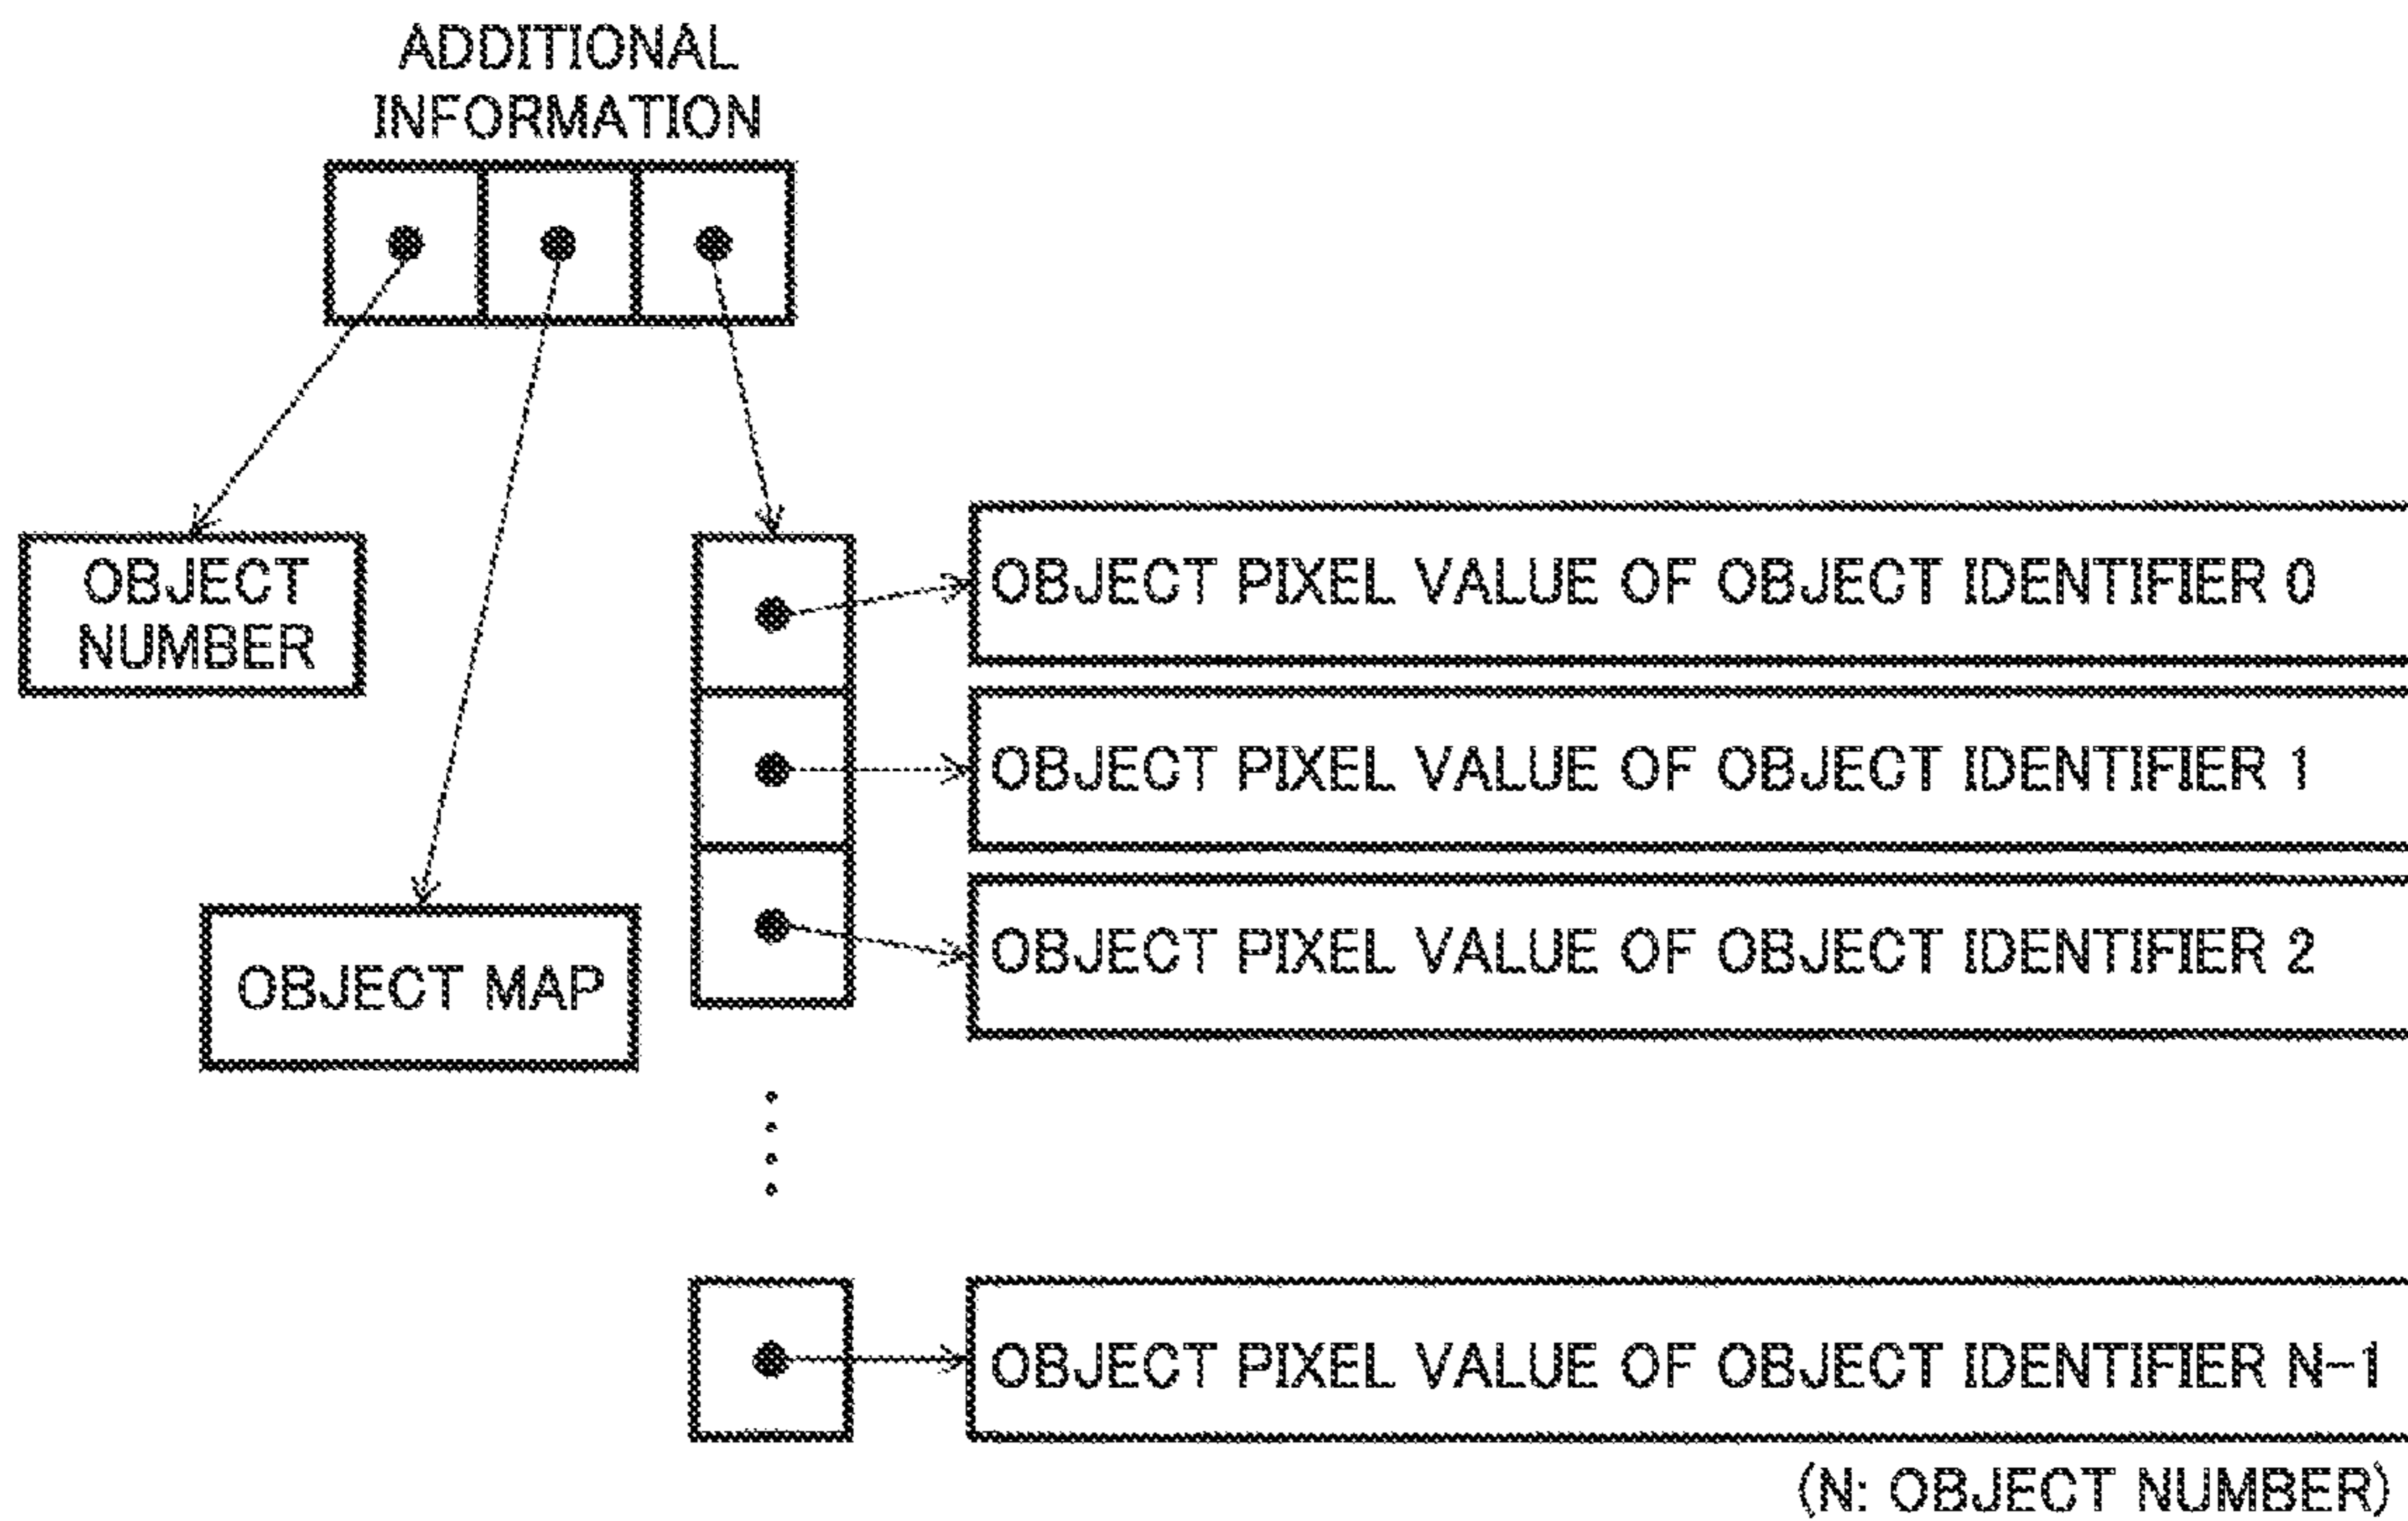 ADDITIONAL
INFORMATION
OBJECT
NUMBER
OBJECT MAP
OBJECT PIXEL VALUE OF OBJECT IDENTIFIER 0
OBJECT PIXEL VALUE OF OBJECT IDENTIFIER 1
OBJECT PIXEL VALUE OF OBJECT IDENTIFIER 2
OBJECT PIXEL VALUE OF OBJECT IDENTIFIER N-1
(N: OBJECT NUMBER)